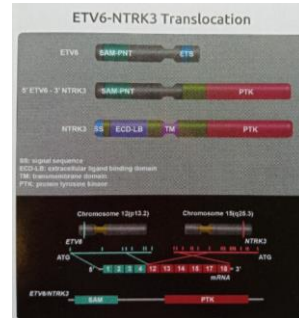 ETV6-NTRK3 Translocation
ETV6
SAM-PNT
ETS
5' ETV6 - 3' NTRK3
SAM-PNT
PTK
NTRK3
SS
ECD-LB
TM
PTK
SS: signal sequence
ECD-LB: extracellular ligand binding domain
TM: transmembrane domain
PTK: protein tyrosine kinase
Chromosome 12(p13.2)
Chromosome 15(q25.3)
ETV6
NTRK3
ATG
ATG
5' 1 2 3 4 12 13 14 15 16 17 18 3'
mRNA
ETV6/NTRK3
SAM
PTK